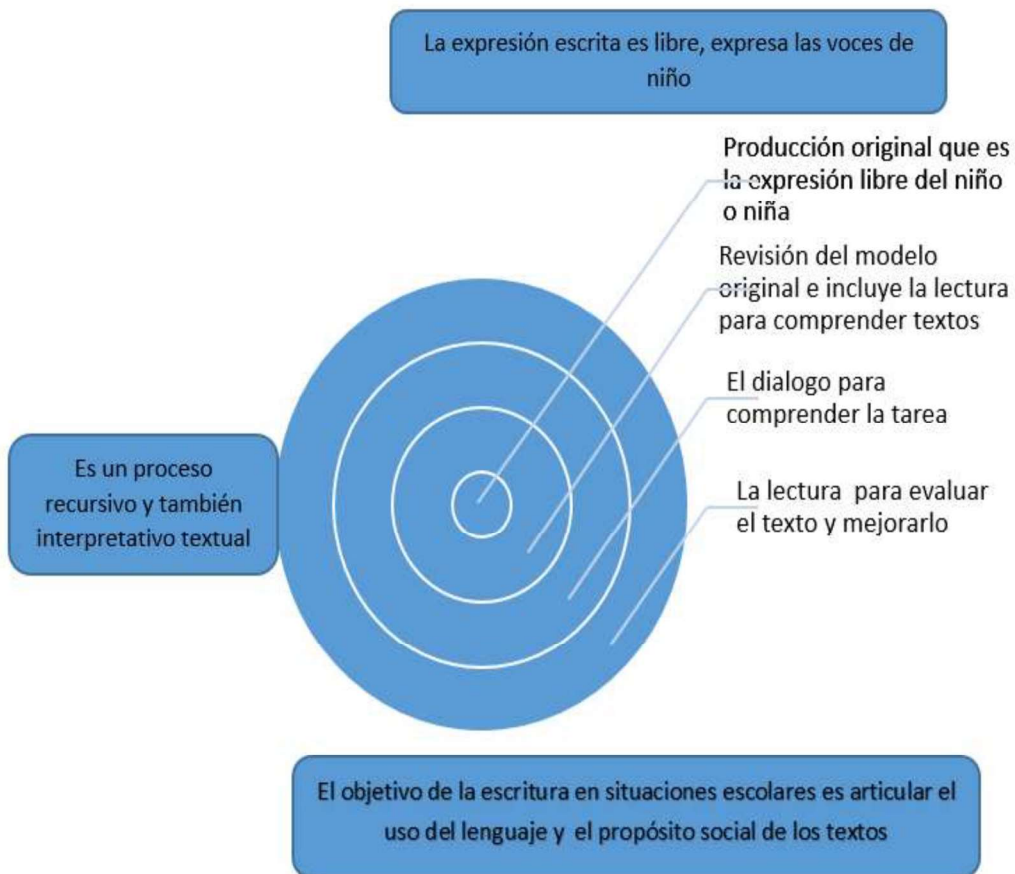 La expresión escrita es libre, expresa las voces de
niño
Producción original que es
la expresión libre del niño
o niña
Revisión del modelo
original e incluye la lectura
para comprender textos
El dialogo para
comprender la tarea
La lectura para evaluar
el texto y mejorarlo
Es un proceso
recursivo y también
interpretativo textual
El objetivo de la escritura en situaciones escolares es articular el
uso del lenguaje y el propósito social de los textos